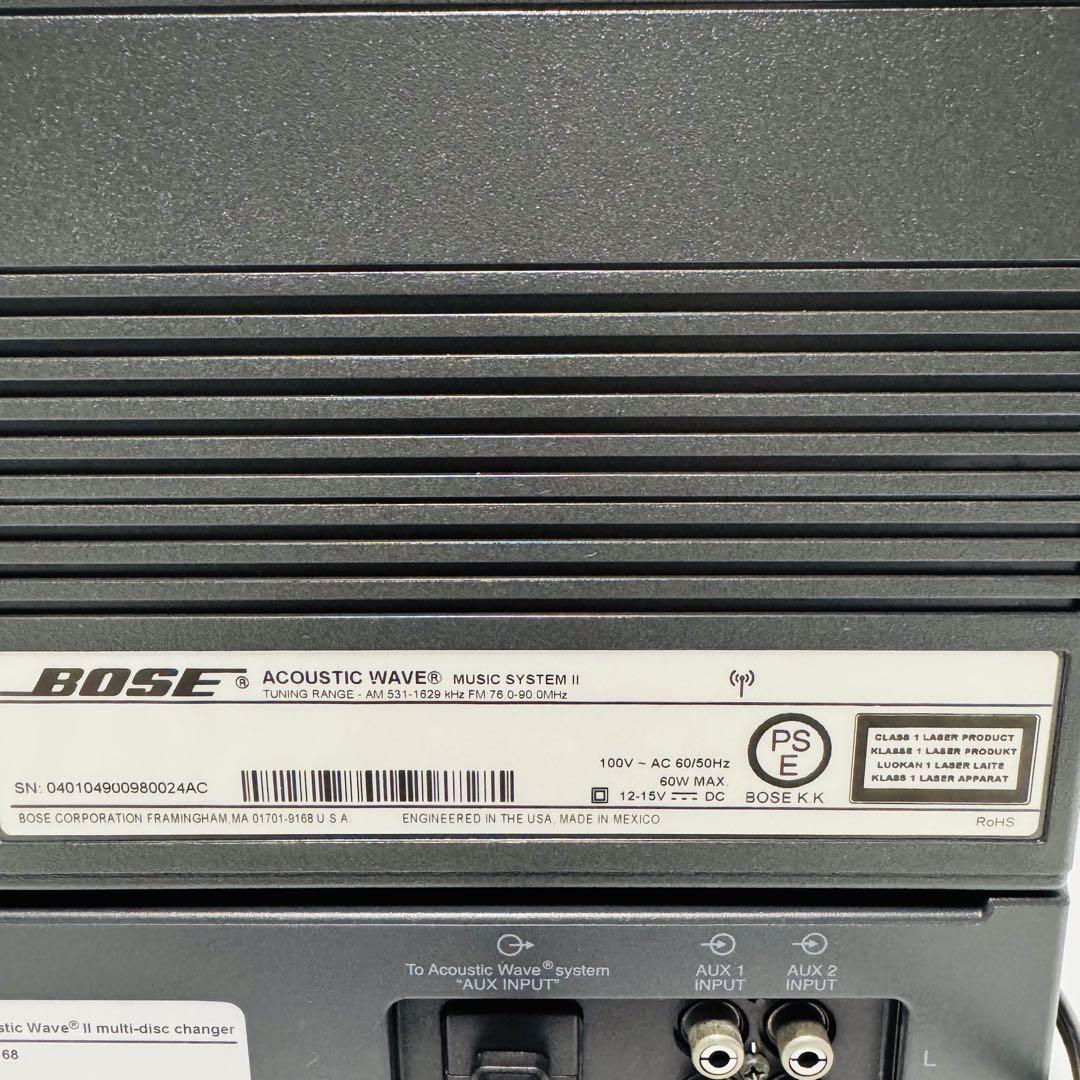 BOSE® ACOUSTIC WAVE® MUSIC SYSTEM II
TUNING RANGE - AM 531-1629 kHz FM:76.0-90.0MHz
SN: 040104900980024AC
100V ~ AC 60/50Hz
60W MAX.
12-15V DC
PS
E
BOSE K.K
CLASS 1 LASER PRODUCT
KLASSE 1 LASER PRODUKT
LUOKAN 1 LASER LAITE
KLASS 1 LASER APPARAT
BOSE CORPORATION FRAMINGHAM,MA 01701-9168 U S A ENGINEERED IN THE USA, MADE IN MEXICO
RoHS
To Acoustic Wave® system
"AUX INPUT"
AUX 1
INPUT
AUX 2
INPUT
stic Wave® II multi-disc changer
68
L